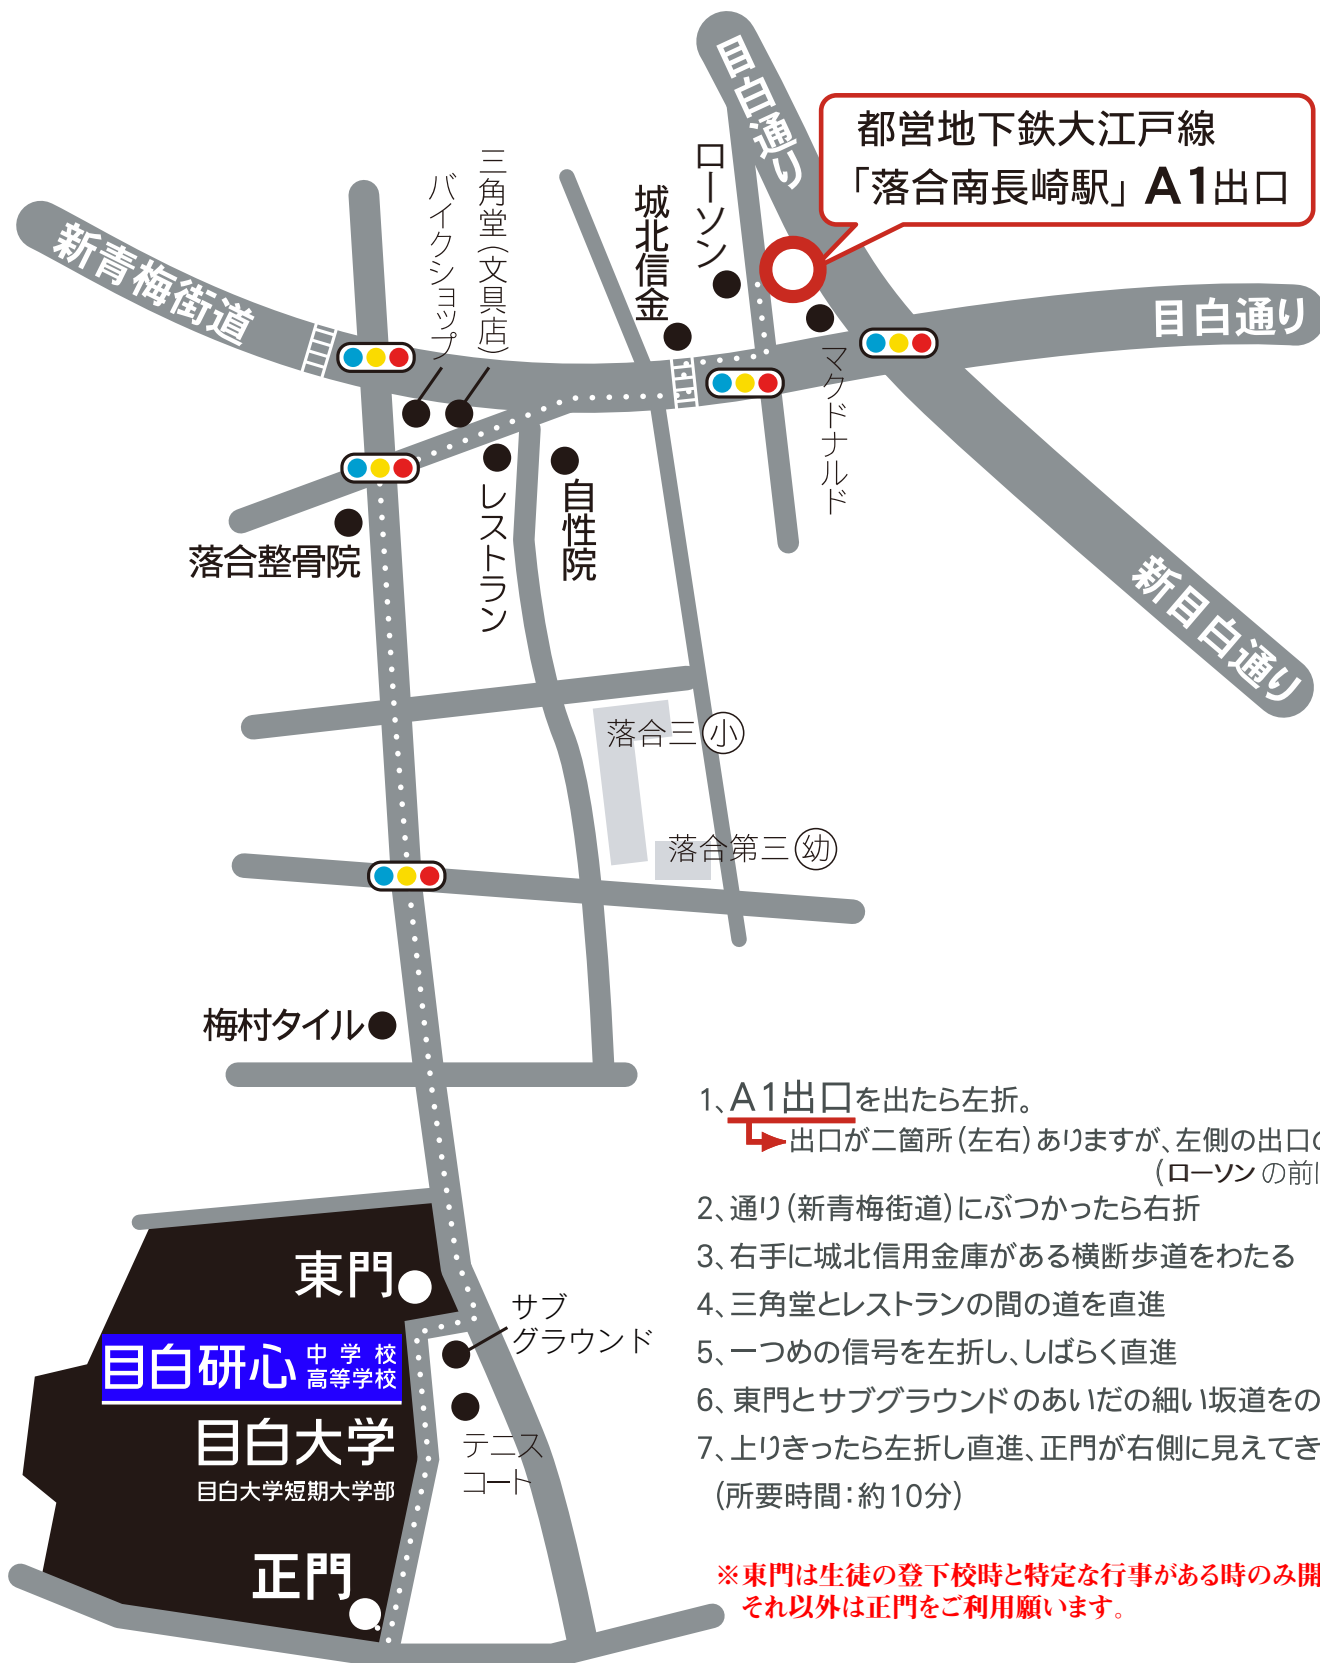 目白通り
都営地下鉄大江戸線
「落合南長崎駅」A1出口
ローソン
城北信金
三角堂(文具店)
バイクショップ
新青梅街道
目白通り
マクドナルド
自性院
レストラン
落合整骨院
新目白通り
落合三小
落合第三幼
梅村タイル
東門
サブ
グラウンド
目白研心 中学校
高等学校
目白大学
目白大学短期大学部
テニス
コート
正門
1、A1出口を出たら左折。
出口が二箇所(左右)ありますが、左側の出口の
(ローソンの前に
2、通り(新青梅街道)にぶつかったら右折
3、右手に城北信用金庫がある横断歩道をわたる
4、三角堂とレストランの間の道を直進
5、一つめの信号を左折し、しばらく直進
6、東門とサブグラウンドのあいだの細い坂道をの
7、上りきったら左折し直進、正門が右側に見えてき
(所要時間:約10分)
※東門は生徒の登下校時と特定な行事がある時のみ開
それ以外は正門をご利用願います。